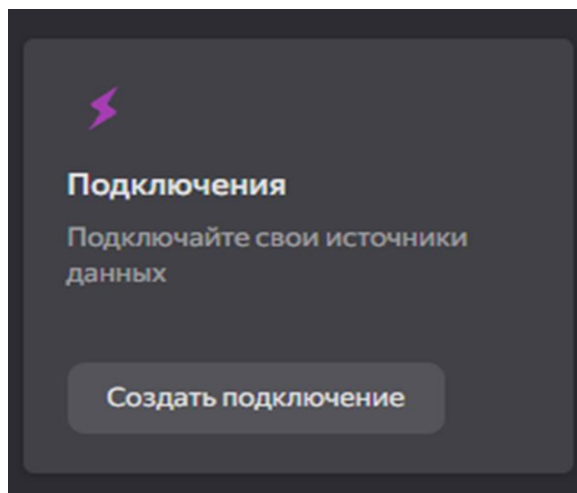 Подключения
Подключайте свои источники
данных
Создать подключение